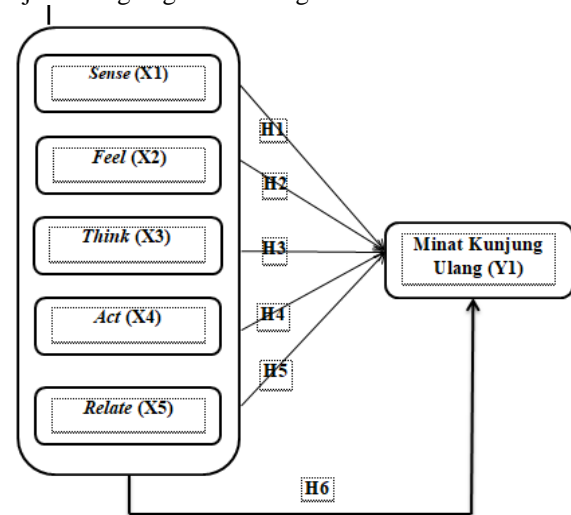 Sense (X1)
Feel (X2)
Think (X3)
Act (X4)
Relate (X5)
H1
H2
H3
H4
H5
Minat Kunjung
Ulang (Y1)
H6